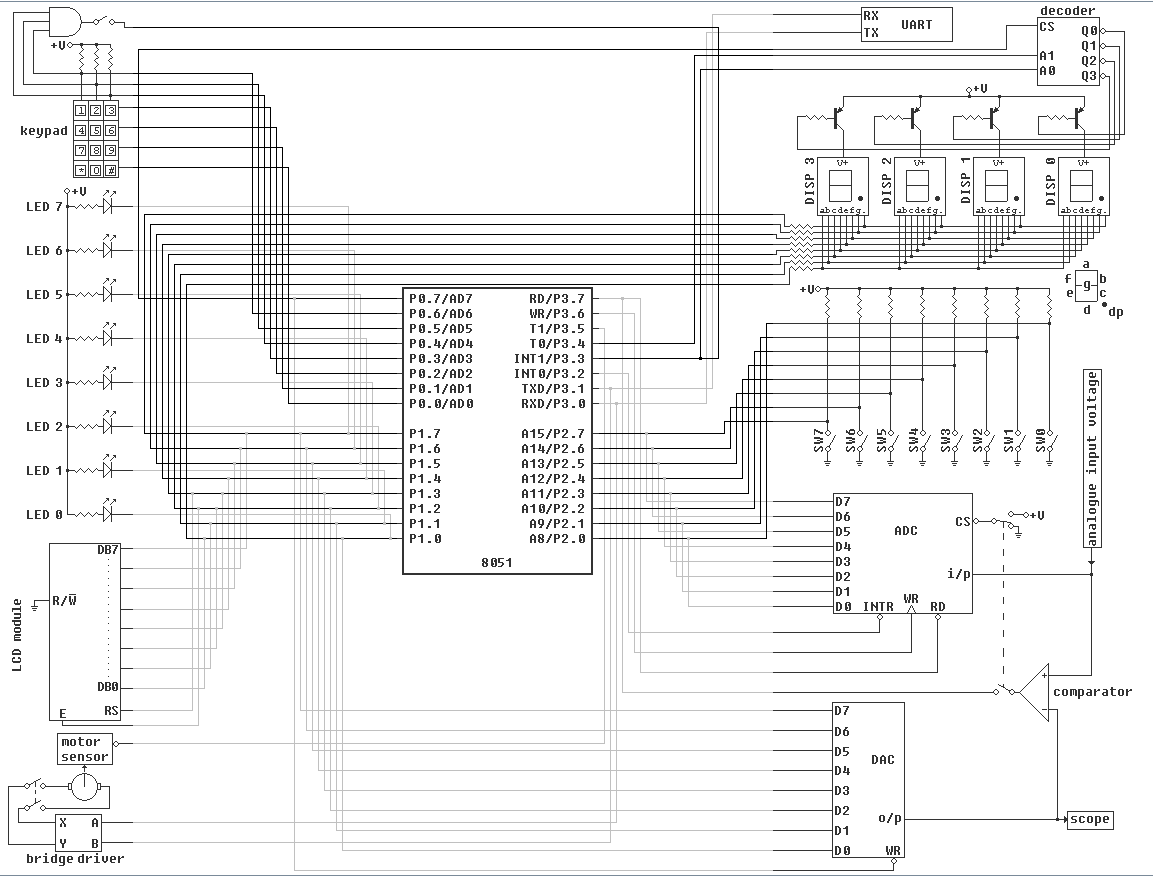 RX
TX
UART
decoder
CS
A1
A0
Q0
Q1
Q2
Q3
+V
+V
keypad
1 2 3
4 5 6
7 8 9
* 0 #
DISP 3
V+
abcdefg.
DISP 2
V+
abcdefg.
DISP 1
V+
abcdefg.
DISP 0
V+
abcdefg.
+V
LED 7
LED 6
LED 5
LED 4
LED 3
LED 2
LED 1
LED 0
a
f b
g
e c
d dp
+V
P0.7/AD7 RD/P3.7
P0.6/AD6 WR/P3.6
P0.5/AD5 T1/P3.5
P0.4/AD4 T0/P3.4
P0.3/AD3 INT1/P3.3
P0.2/AD2 INT0/P3.2
P0.1/AD1 TXD/P3.1
P0.0/AD0 RXD/P3.0
P1.7 A15/P2.7
P1.6 A14/P2.6
P1.5 A13/P2.5
P1.4 A12/P2.4
P1.3 A11/P2.3
P1.2 A10/P2.2
P1.1 A9/P2.1
P1.0 A8/P2.0
8051
SW7
SW6
SW5
SW4
SW3
SW2
SW1
SW0
analogue input voltage
D7
D6
D5
D4
D3
D2
D1
D0
ADC
CS
+V
i/p
INTR
WR
RD
LCD module
DB7
R/W̅
DB0
RS
E
comparator
+
−
motor
sensor
X A
Y B
bridge driver
D7
D6
D5
D4
D3
D2
D1
D0
DAC
o/p
WR
scope